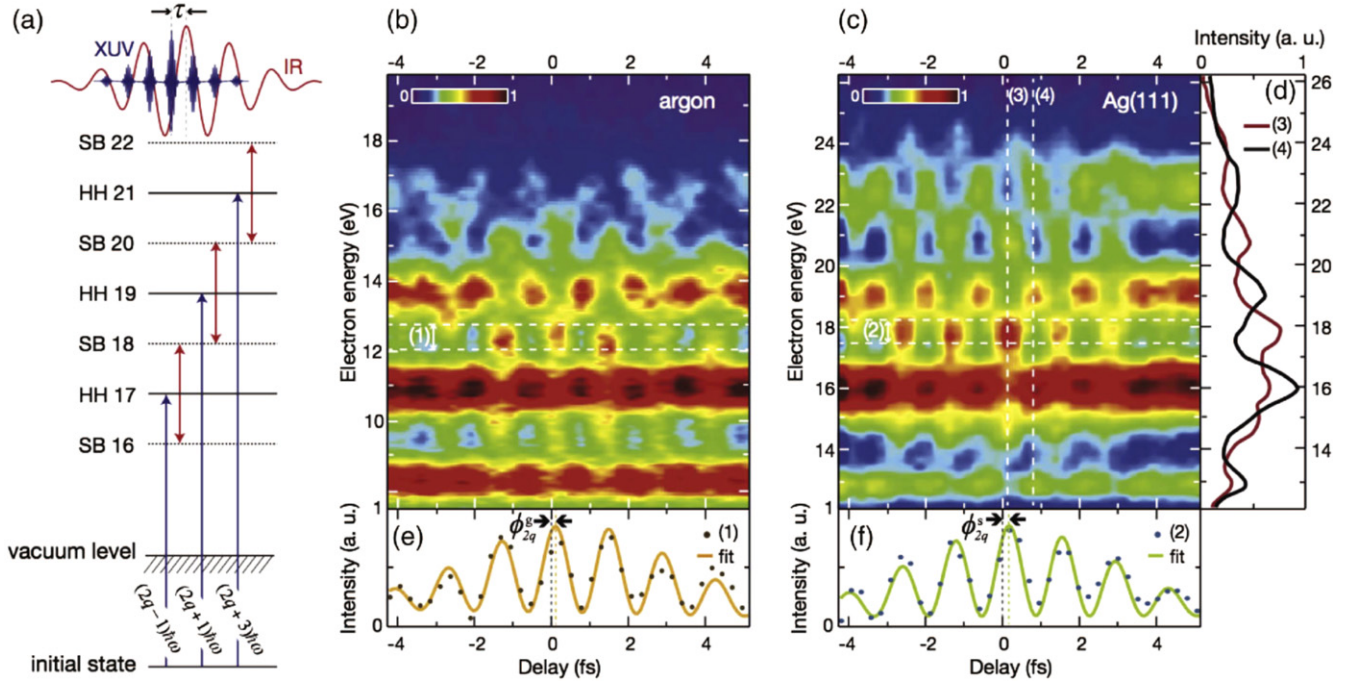 (a)
τ
XUV
IR
SB 22
HH 21
SB 20
HH 19
SB 18
HH 17
SB 16
vacuum level
(2q −1)ħω
(2q +1)ħω
(2q +3)ħω
initial state
(b)
-4 -2 0 2 4
0 1
argon
Electron energy (eV)
18
16
14
12
10
(1)
(c)
-4 -2 0 2 4
0 1
(3) (4)
Ag(111)
Electron energy (eV)
24
22
20
18
16
14
(2)
Intensity (a. u.)
0 1
(d)
(3)
(4)
26
24
22
20
18
16
14
(e)
Intensity (a. u.)
1
0
ϕ^g_2q
(1)
fit
-4 -2 0 2 4
Delay (fs)
(f)
Intensity (a. u.)
1
0
ϕ^s_2q
(2)
fit
-4 -2 0 2 4
Delay (fs)